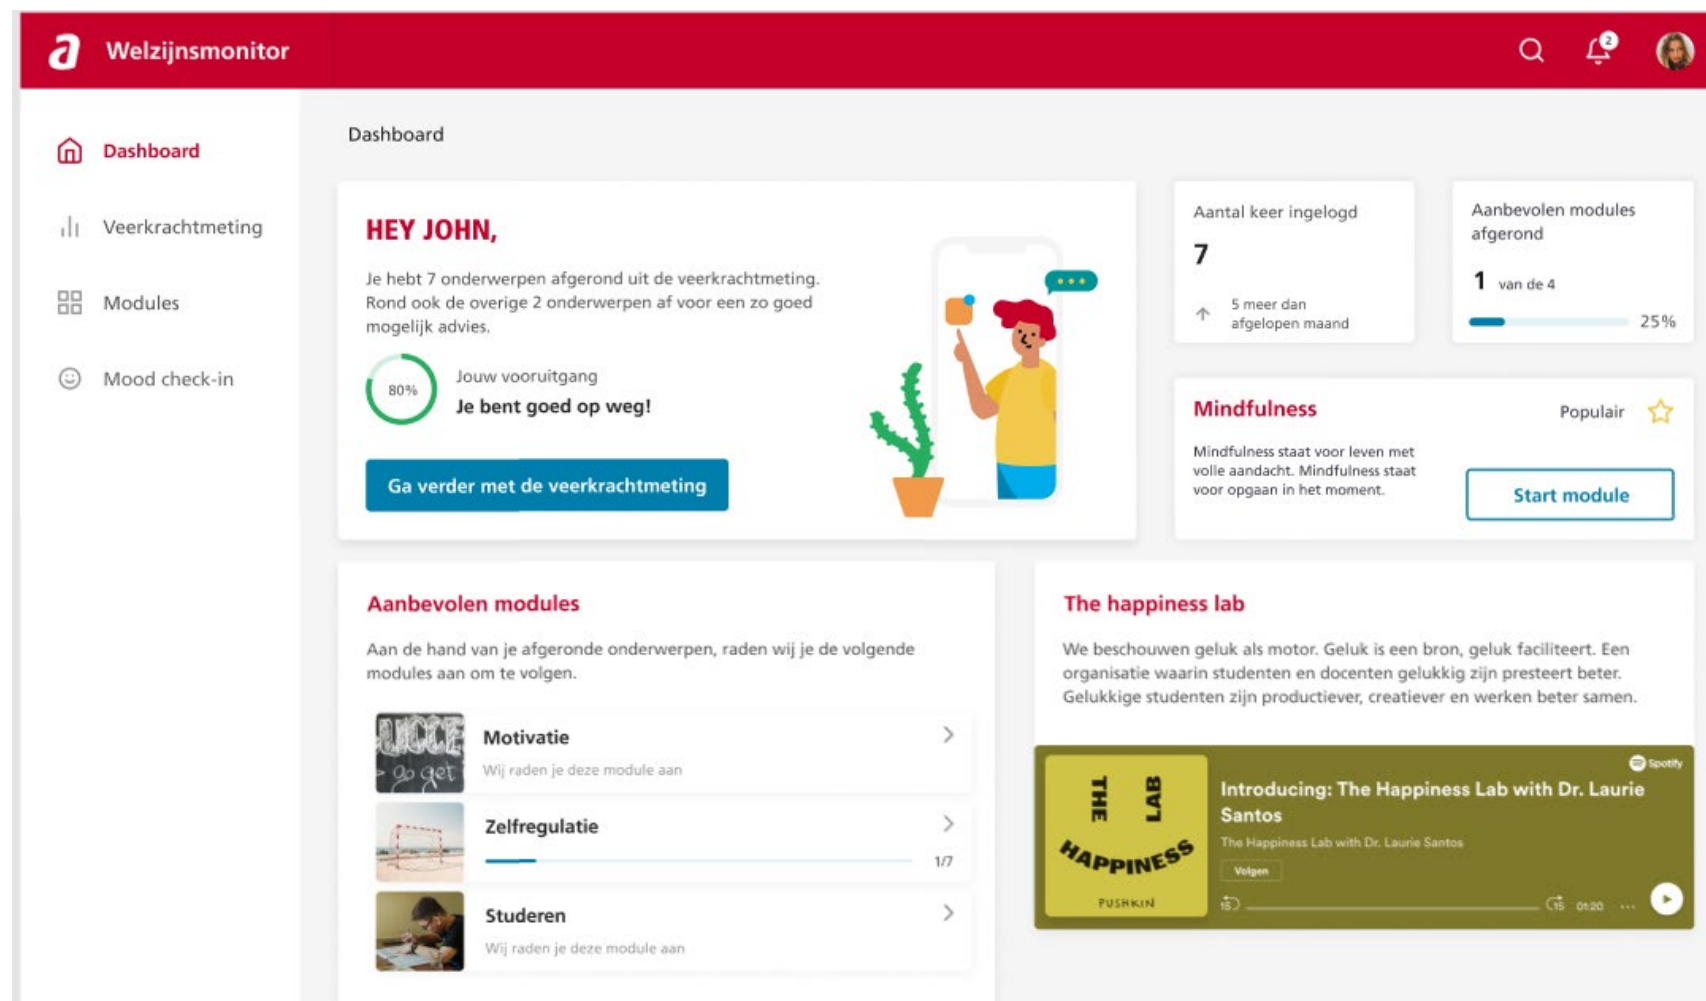 a Welzijnsmonitor
2
Dashboard
Veerkrachtmeting
Modules
Mood check-in
Dashboard
HEY JOHN,
Je hebt 7 onderwerpen afgerond uit de veerkrachtmeting.
Rond ook de overige 2 onderwerpen af voor een zo goed
mogelijk advies.
80%
Jouw vooruitgang
Je bent goed op weg!
Ga verder met de veerkrachtmeting
Aantal keer ingelogd
7
5 meer dan
afgelopen maand
Aanbevolen modules
afgerond
1 van de 4
25%
Mindfulness
Populair
Mindfulness staat voor leven met
volle aandacht. Mindfulness staat
voor opgaan in het moment.
Start module
Aanbevolen modules
Aan de hand van je afgeronde onderwerpen, raden wij je de volgende
modules aan om te volgen.
UCCE
go get
Motivatie
Wij raden je deze module aan
Zelfregulatie
1/7
Studeren
Wij raden je deze module aan
The happiness lab
We beschouwen geluk als motor. Geluk is een bron, geluk faciliteert. Een
organisatie waarin studenten en docenten gelukkig zijn presteert beter.
Gelukkige studenten zijn productiever, creatiever en werken beter samen.
THE
LAB
HAPPINESS
PUSHKIN
Spotify
Introducing: The Happiness Lab with Dr. Laurie
Santos
The Happiness Lab with Dr. Laurie Santos
Volgen
15
15
01:20
...